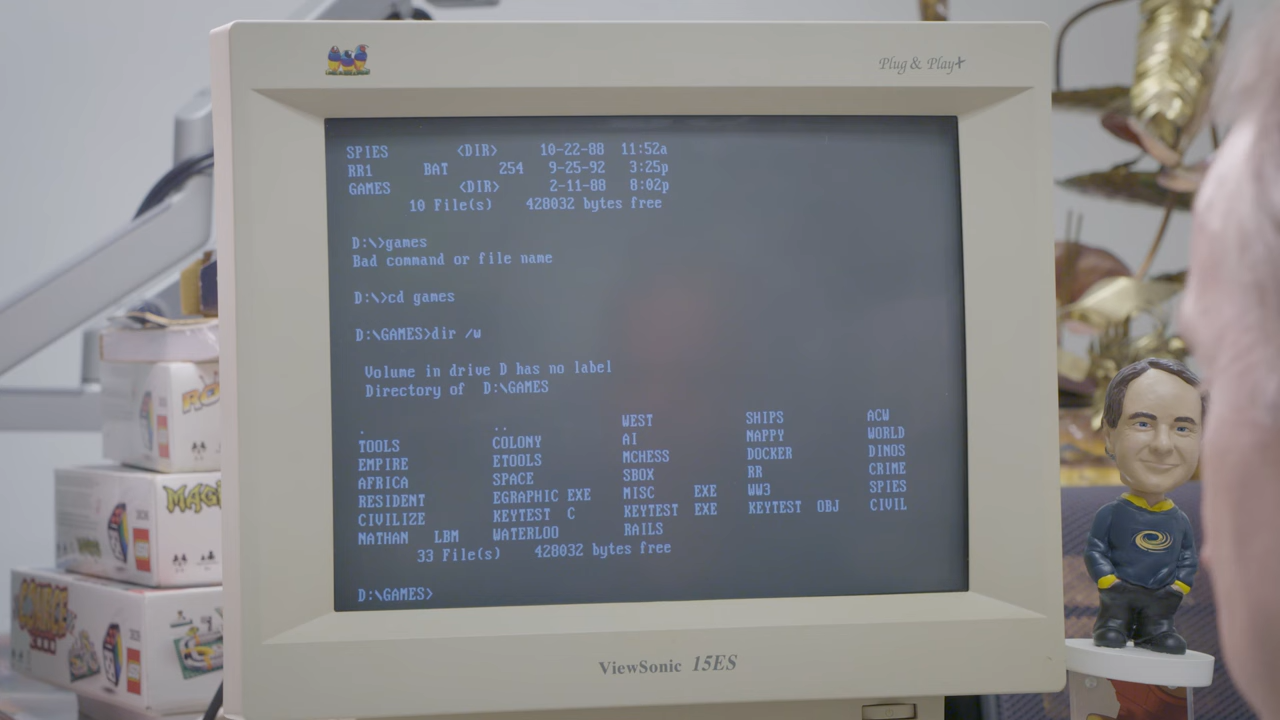 Plug & Play+
SPIES <DIR> 10-22-88 11:52a
RR1 BAT 254 9-25-92 3:25p
GAMES <DIR> 2-11-88 8:02p
10 File(s) 428032 bytes free
D:\>games
Bad command or file name
D:\>cd games
D:\GAMES>dir /w
Volume in drive D has no label
Directory of D:\GAMES
. .. WEST SHIPS ACW
TOOLS COLONY AI NAPPY WORLD
EMPIRE ETOOLS MCHESS DOCKER DINOS
AFRICA SPACE SBOX RR CRIME
RESIDENT EGRAPHIC EXE MISC EXE WW3 SPIES
CIVILIZE KEYTEST C KEYTEST EXE KEYTEST OBJ CIVIL
NATHAN LBM WATERLOO RAILS
33 File(s) 428032 bytes free
D:\GAMES>
ViewSonic 15ES